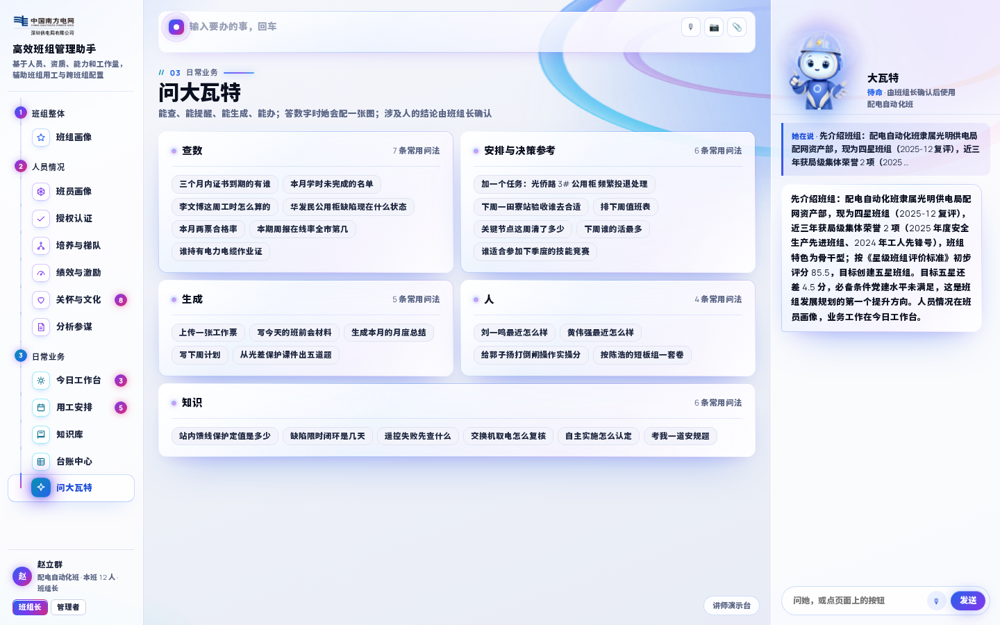 中国南方电网
CHINA SOUTHERN POWER GRID
深圳供电局有限公司
高效班组管理助手
基于人员、资质、能力和工作量，
辅助班组用工与跨班组配置
1 班组整体
班组画像
2 人员情况
班员画像
授权认证
培养与梯队
绩效与激励
关怀与文化 8
分析参谋
3 日常业务
今日工作台 3
用工安排 5
知识库
台账中心
问大瓦特
赵
赵立群
配电自动化班 · 本班 12 人 ·
班组长
班组长 管理者
输入要办的事，回车
// 03 日常业务
问大瓦特
能查、能提醒、能生成、能办；答数字时她会配一张图；涉及人的结论由班组长确认
查数 7 条常用问法
三个月内证书到期的有谁 本月学时未完成的名单
李文博这周工时怎么算的 华发民公用柜缺陷现在什么状态
本月两票合格率 本期周报在线率全市第几
谁持有电力电缆作业证
安排与决策参考 6 条常用问法
加一个任务：光侨路 3# 公用柜 频繁投退处理
下周一田寮站验收谁去合适 排下周值班表
关键节点这周清了多少 下周谁的活最多
谁适合参加下季度的技能竞赛
生成 5 条常用问法
上传一张工作票 写今天的班前会材料 生成本月的月度总结
写下周计划 从光差保护课件出五道题
人 4 条常用问法
刘一鸣最近怎么样 黄伟强最近怎么样
给郭子扬打倒闸操作实操分 按陈浩的短板组一套卷
知识 6 条常用问法
站内馈线保护定值是多少 缺陷限时闭环是几天 遥控失败先查什么 交换机取电怎么复核 自主实施怎么认定 考我一道安规题
讲师演示台
大瓦特
待命 · 由班组长确认后使用
配电自动化班
她在说 · 先介绍班组：配电自动化班隶属光明供电局
配网资产部，现为四星班组（2025-12 复评），近三
年获局级集体荣誉 2 项（2025 …
先介绍班组：配电自动化班隶属光明供电局配
网资产部，现为四星班组（2025-12 复评），
近三年获局级集体荣誉 2 项（2025 年度安全
生产先进班组、2024 年工人先锋号），班组
特色为骨干型；按《星级班组评价标准》初步
评分 85.5，目标创建五星班组。目标五星还
差 4.5 分，必备条件党建水平未满足，这是班
组发展规划的第一个提升方向。人员情况在班
员画像，业务工作在今日工作台。
问她，或点页面上的按钮 发送